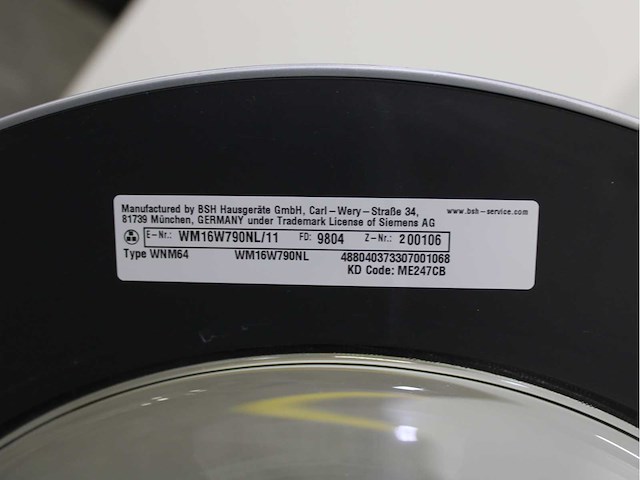 Manufactured by BSH Hausgeräte GmbH, Carl-Wery-Straße 34, www.bsh-service.com
81739 München, GERMANY under Trademark License of Siemens AG
E-Nr.: WM16W790NL/11 FD: 9804 Z-Nr.: 200106
Type WNM64 WM16W790NL 488040373307001068
KD Code: ME247CB